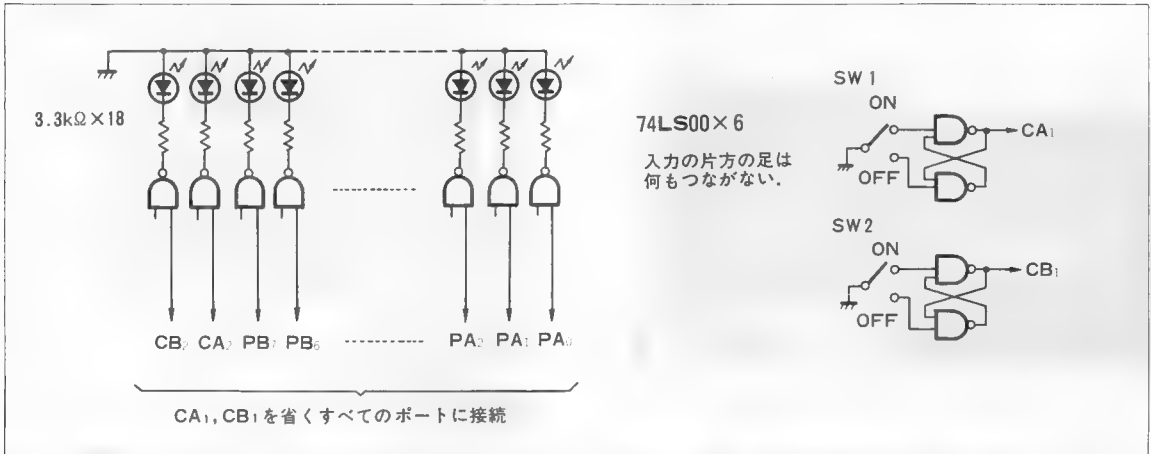 3.3kΩ×18
CB₂ CA₂ PB₇ PB₆ ---------- PA₂ PA₁ PA₀
CA₁, CB₁を省くすべてのポートに接続
74LS00×6
入力の片方の足は
何もつながない.
SW1
ON
CA₁
OFF
SW2
ON
CB₁
OFF